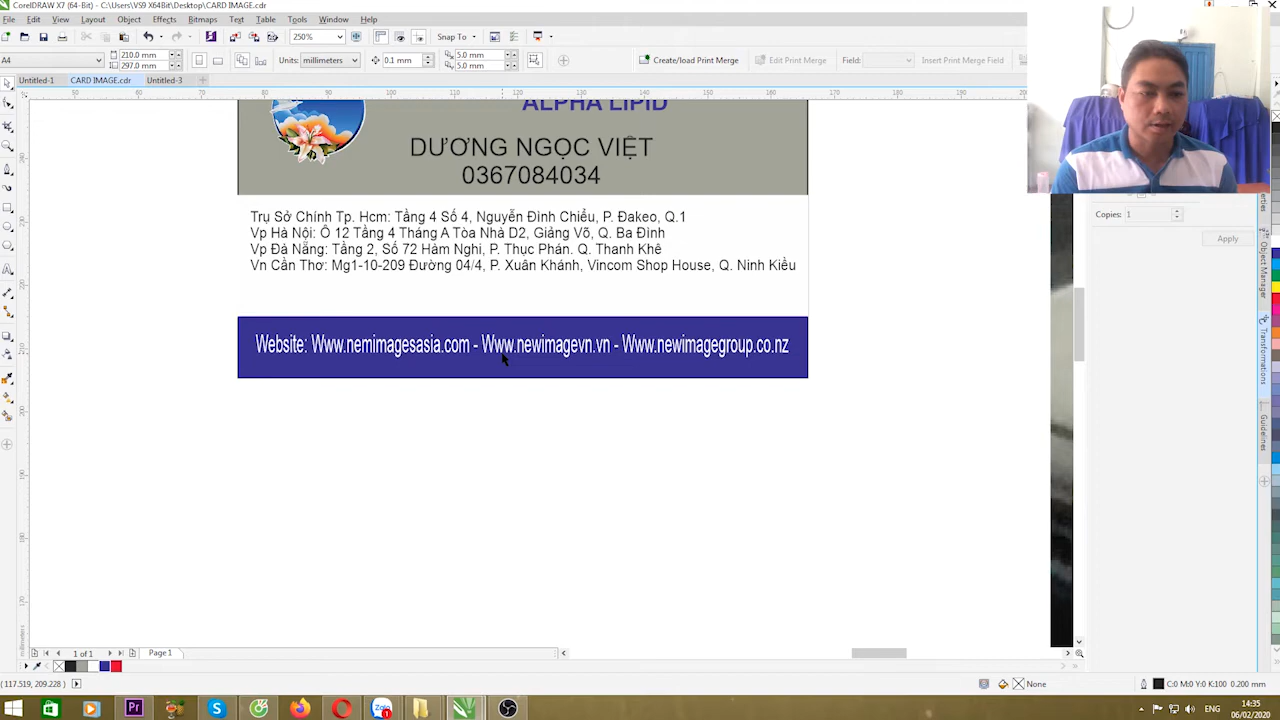 CorelDRAW X7 (64-Bit) - C:\Users\VS9 X64Bit\Desktop\CARD IMAGE.cdr
File Edit View Layout Object Effects Bitmaps Text Table Tools Window Help
250% Snap To
A4 210.0 mm 297.0 mm Units: millimeters 0.1 mm 5.0 mm 5.0 mm Create/load Print Merge Edit Print Merge Field: Insert Print Merge Field
Untitled-1 CARD IMAGE.cdr Untitled-3
ALPHA LIPID
DƯƠNG NGỌC VIỆT
0367084034
Trụ Sở Chính Tp. Hcm: Tầng 4 Số 4, Nguyễn Đình Chiểu, P. Đakeo, Q.1
Vp Hà Nội: Ô 12 Tầng 4 Tháng A Tòa Nhà D2, Giảng Võ, Q. Ba Đình
Vp Đà Nẵng: Tầng 2, Số 72 Hàm Nghi, P. Thục Phán. Q. Thanh Khê
Vn Cần Thơ: Mg1-10-209 Đường 04/4, P. Xuân Khánh, Vincom Shop House, Q. Ninh Kiều
Website: Www.nemimagesasia.com - Www.newimagevn.vn - Www.newimagegroup.co.nz
Copies: 1
Apply
Object Manager
Transformations
Guidelines
1 of 1 Page 1
(117.519, 209.228) None C:0 M:0 Y:0 K:100 0.200 mm
ENG 14:35
06/02/2020